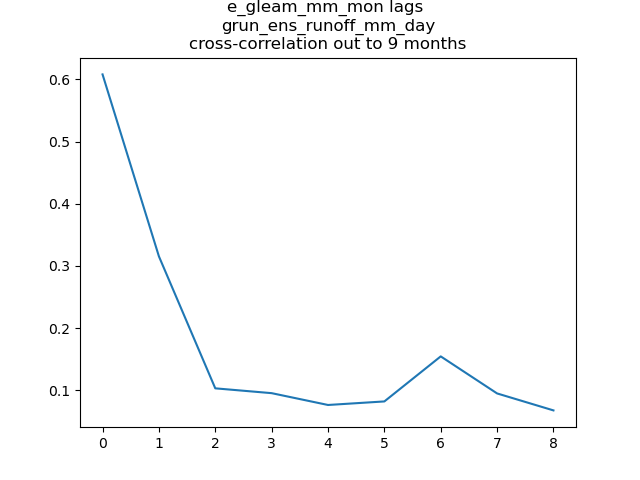 e_gleam_mm_mon lags
grun_ens_runoff_mm_day
cross-correlation out to 9 months
0.6
0.5
0.4
0.3
0.2
0.1
0 1 2 3 4 5 6 7 8